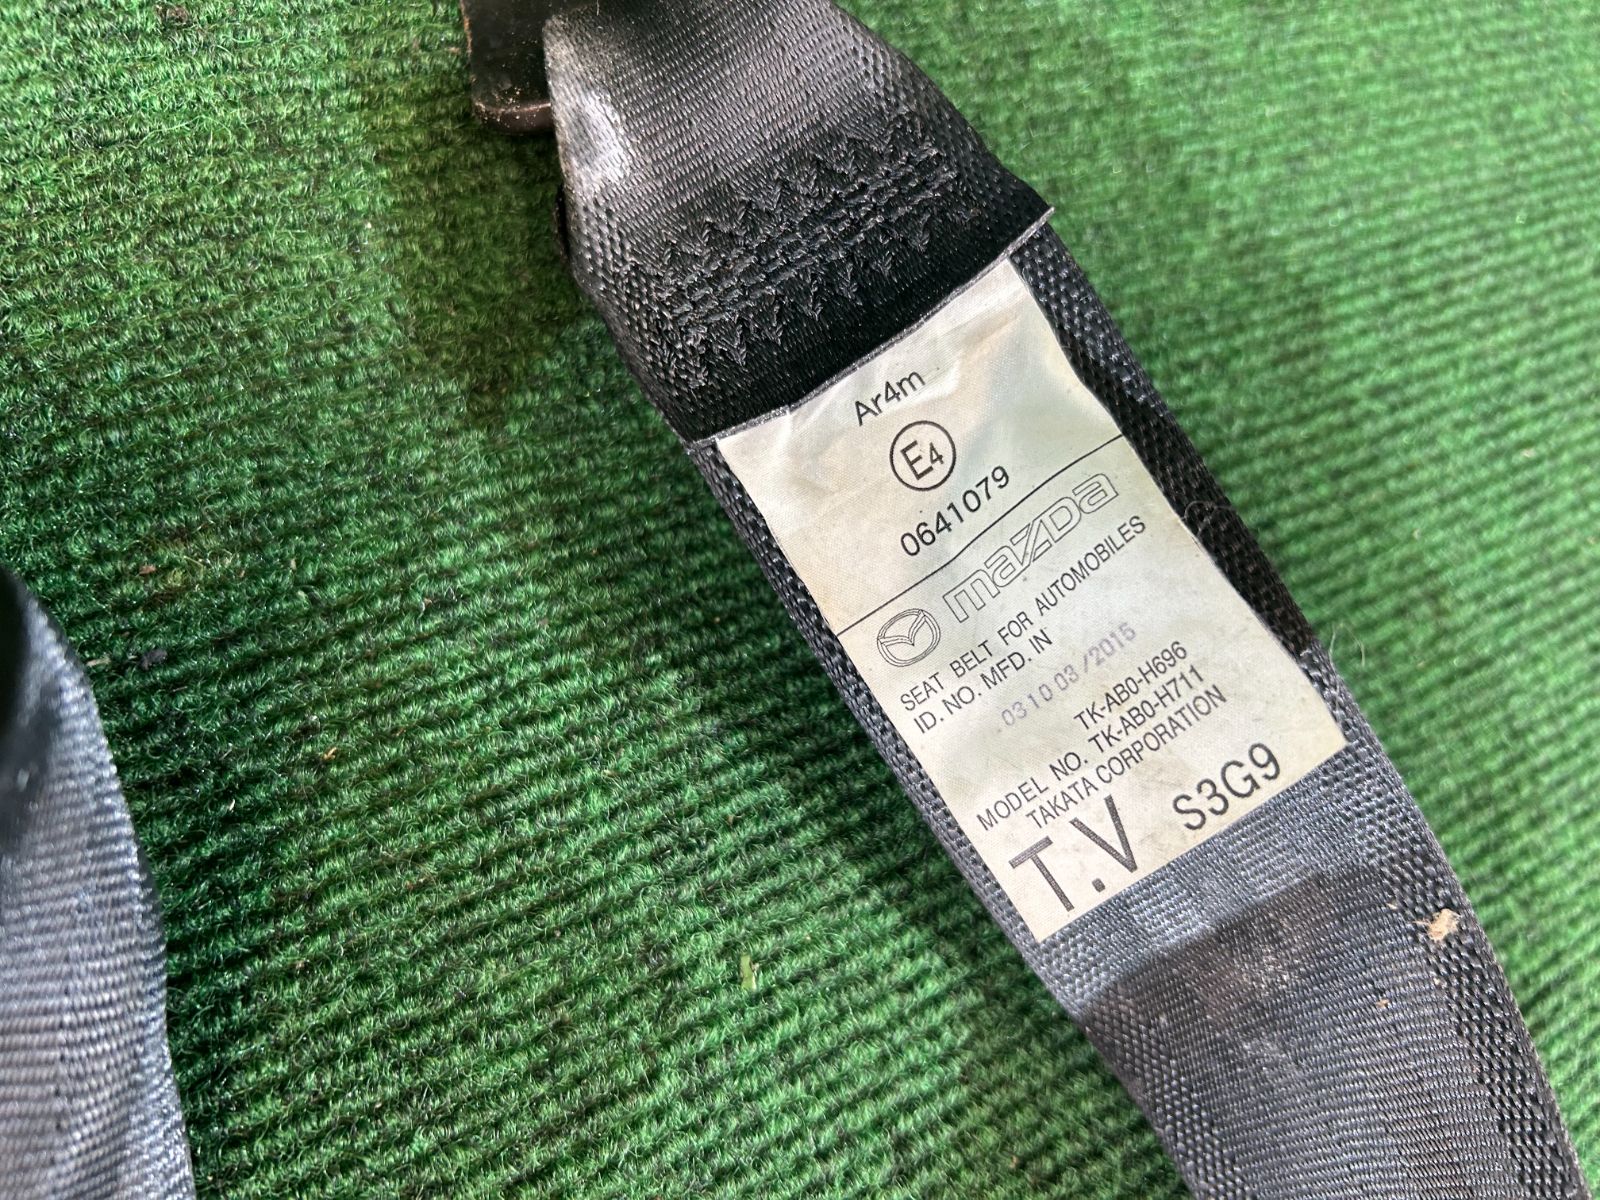 Ar4m
E4
0641079
mazda
SEAT BELT FOR AUTOMOBILES
ID. NO. MFD. IN
0310 03/2015
MODEL NO. TK-AB0-H696
TK-AB0-H711
TAKATA CORPORATION
T.V S3G9